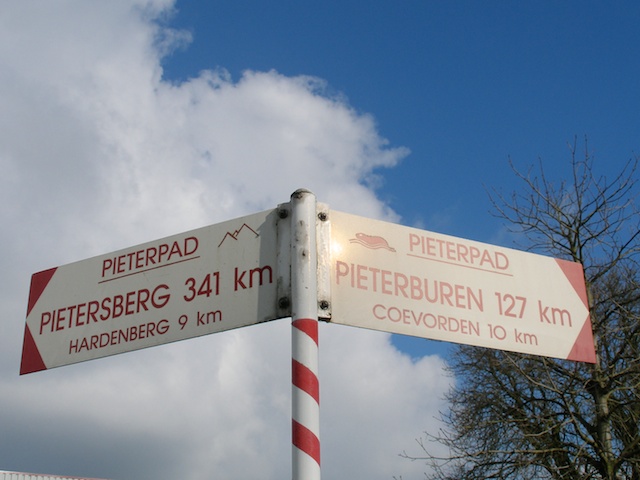 PIETERPAD
PIETERSBERG 341 km
HARDENBERG 9 km
PIETERPAD
PIETERBUREN 127 km
COEVORDEN 10 km